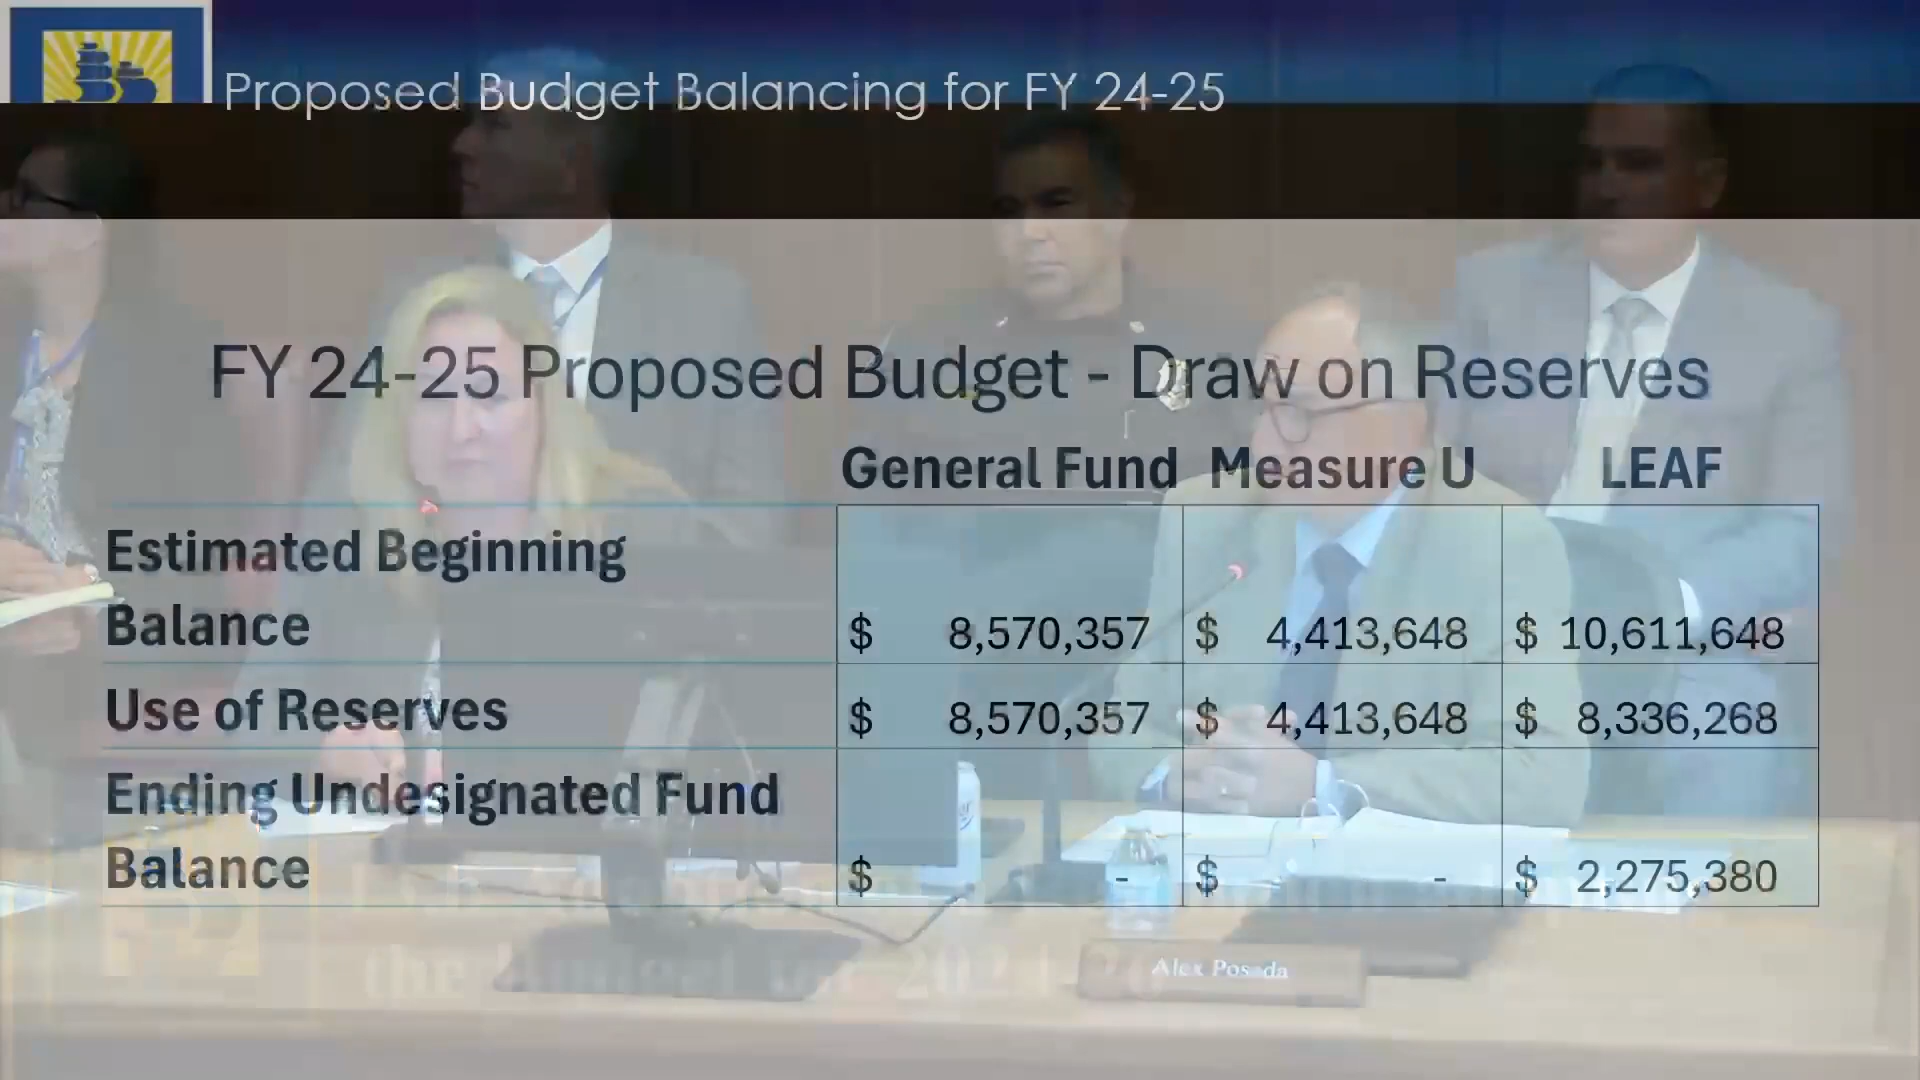 Proposed Budget Balancing for FY 24-25
FY 24-25 Proposed Budget - Draw on Reserves
General Fund Measure U LEAF
Estimated Beginning
Balance $ 8,570,357 $ 4,413,648 $ 10,611,648
Use of Reserves $ 8,570,357 $ 4,413,648 $ 8,336,268
Ending Undesignated Fund
Balance $ - $ - $ 2,275,380
the
Alex Posada